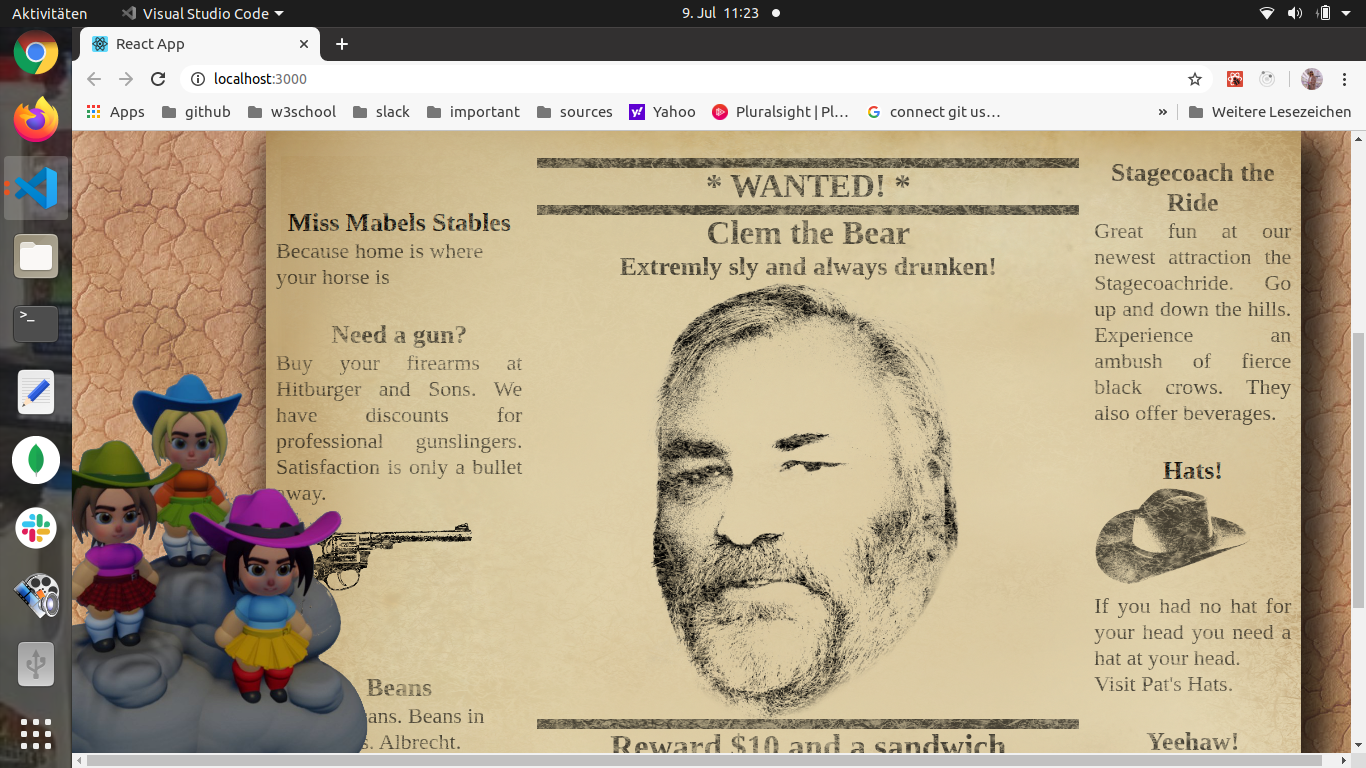 Aktivitäten
Visual Studio Code
9. Jul 11:23
React App
localhost:3000
Apps
github
w3school
slack
important
sources
Yahoo
Pluralsight | Pl…
connect git us…
»
Weitere Lesezeichen
Miss Mabels Stables
Because home is where
your horse is
Need a gun?
Buy your firearms at
Hitburger and Sons. We
have discounts for
professional gunslingers.
Satisfaction is only a bullet
away.
Beans
Beans in
Albrecht.
* WANTED! *
Clem the Bear
Extremly sly and always drunken!
Reward $10 and a sandwich
Stagecoach the
Ride
Great fun at our
newest attraction the
Stagecoachride. Go
up and down the hills.
Experience an
ambush of fierce
black crows. They
also offer beverages.
Hats!
If you had no hat for
your head you need a
hat at your head.
Visit Pat's Hats.
Yeehaw!